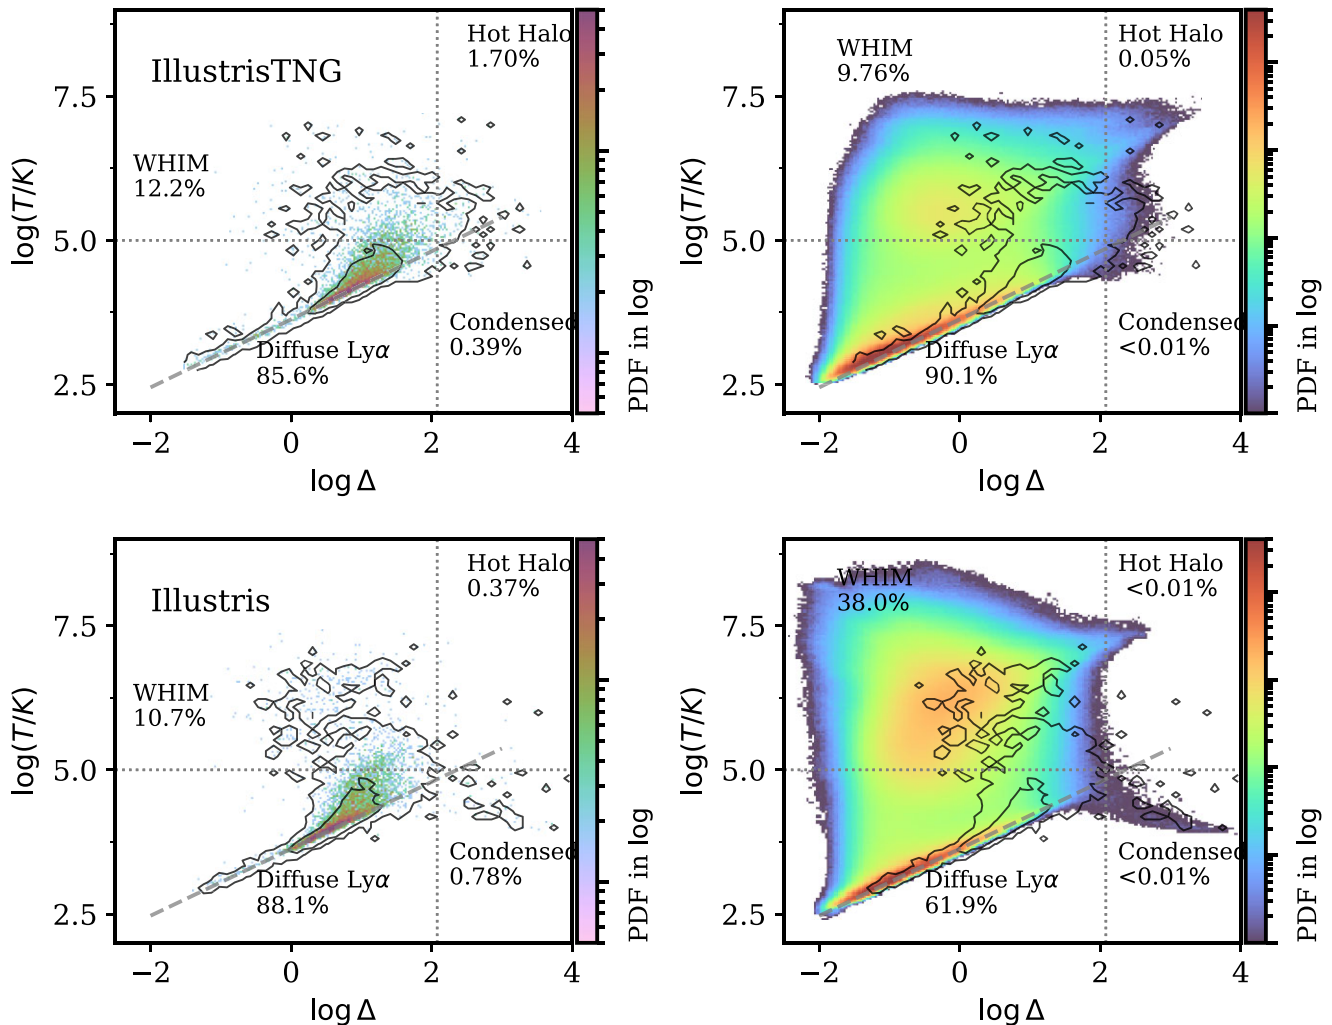 Hot Halo
1.70%
IllustrisTNG
WHIM
12.2%
Condensed
0.39%
Diffuse Lyα
85.6%
7.5
5.0
2.5
log(T/K)
−2 0 2 4
log Δ
PDF in log
WHIM
9.76%
Hot Halo
0.05%
Condensed
<0.01%
Diffuse Lyα
90.1%
7.5
5.0
2.5
log(T/K)
−2 0 2 4
log Δ
PDF in log
Hot Halo
0.37%
Illustris
WHIM
10.7%
Condensed
0.78%
Diffuse Lyα
88.1%
7.5
5.0
2.5
log(T/K)
−2 0 2 4
log Δ
PDF in log
WHIM
38.0%
Hot Halo
<0.01%
Condensed
<0.01%
Diffuse Lyα
61.9%
7.5
5.0
2.5
log(T/K)
−2 0 2 4
log Δ
PDF in log